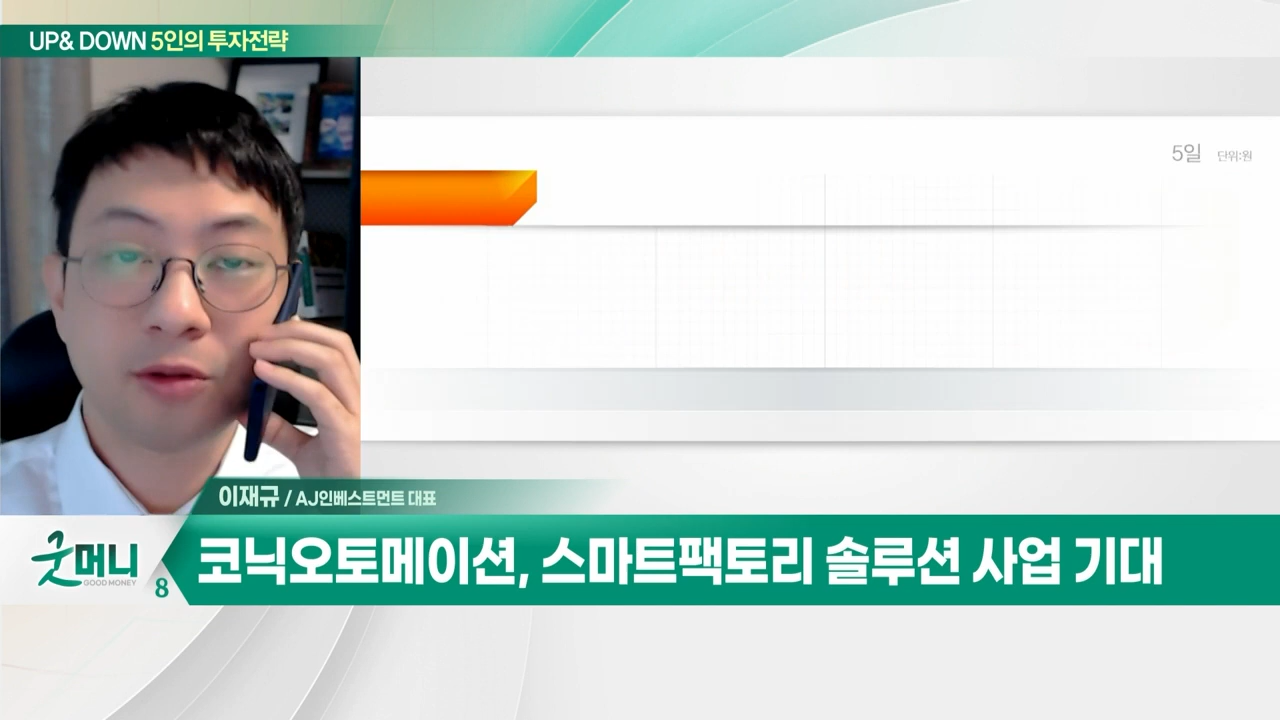 UP& DOWN 5인의 투자전략
5일 단위:원
이재규 / AJ인베스트먼트 대표
굿머니
GOOD MONEY
8
코닉오토메이션, 스마트팩토리 솔루션 사업 기대